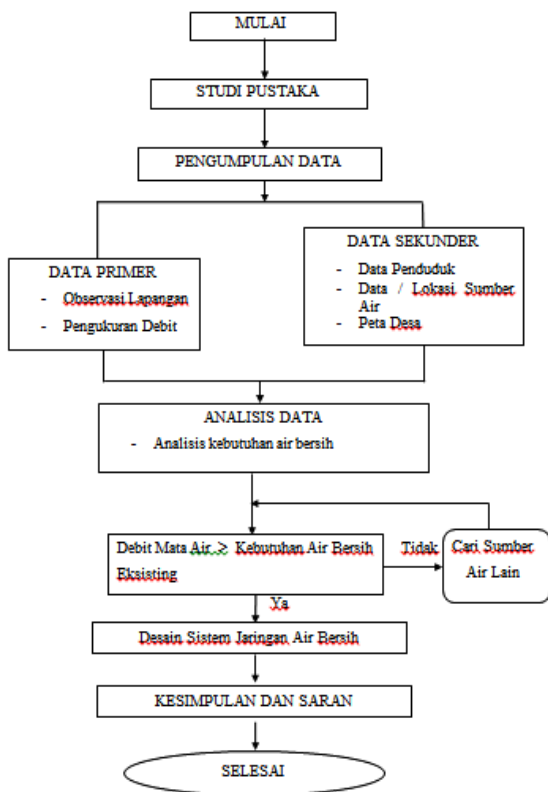 MULAI
STUDI PUSTAKA
PENGUMPULAN DATA
DATA PRIMER
- Observasi Lapangan
- Pengukuran Debit
DATA SEKUNDER
- Data Penduduk
- Data / Lokasi Sumber
Air
- Peta Desa
ANALISIS DATA
- Analisis kebutuhan air bersih
Debit Mata Air ≥ Kebutuhan Air Bersih
Eksisting
Tidak
Cari Sumber
Air Lain
Ya
Desain Sistem Jaringan Air Bersih
KESIMPULAN DAN SARAN
SELESAI